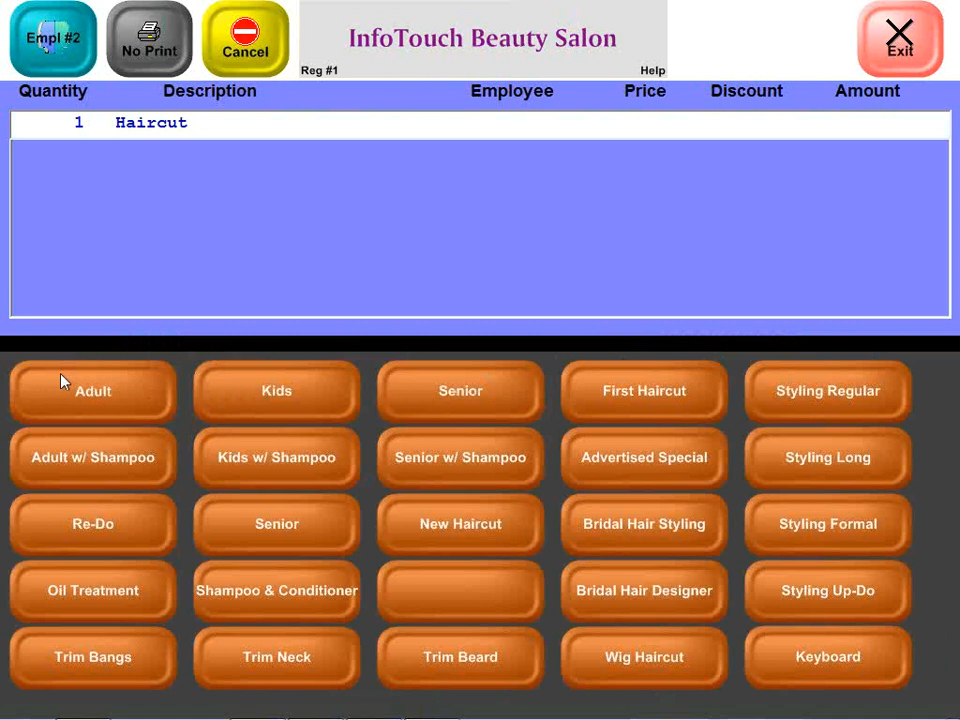 Empl #2
No Print
Cancel
InfoTouch Beauty Salon
Exit
Reg #1 Help
Quantity Description Employee Price Discount Amount
1 Haircut
Adult Kids Senior First Haircut Styling Regular
Adult w/ Shampoo Kids w/ Shampoo Senior w/ Shampoo Advertised Special Styling Long
Re-Do Senior New Haircut Bridal Hair Styling Styling Formal
Oil Treatment Shampoo & Conditioner Bridal Hair Designer Styling Up-Do
Trim Bangs Trim Neck Trim Beard Wig Haircut Keyboard